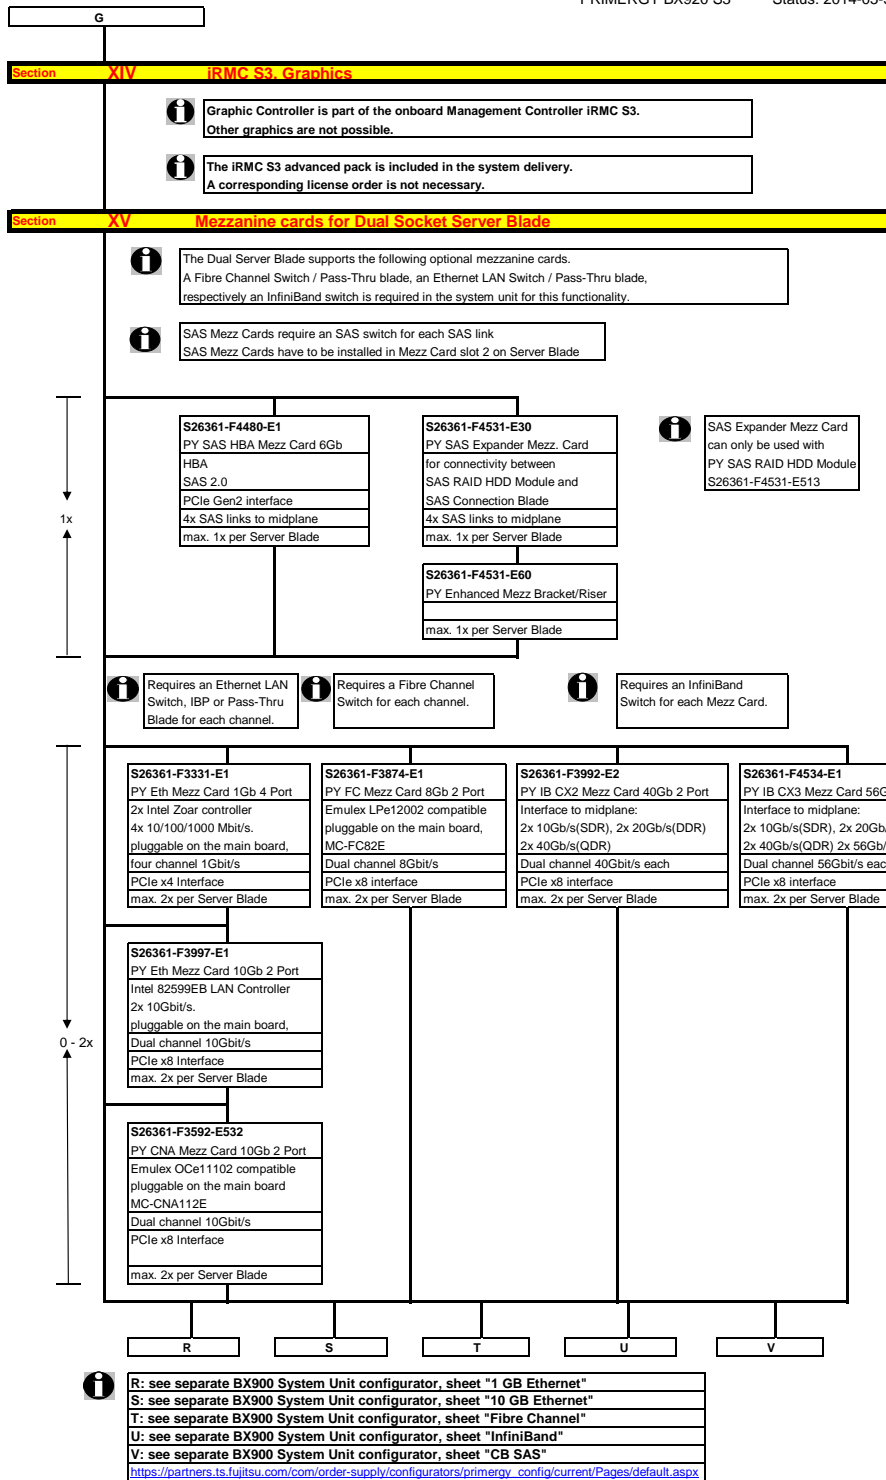 PRIMERGY BX920 S3 Status: 2014-03-
G
Section XIV iRMC S3, Graphics
Graphic Controller is part of the onboard Management Controller iRMC S3.
Other graphics are not possible.
The iRMC S3 advanced pack is included in the system delivery.
A corresponding license order is not necessary.
Section XV Mezzanine cards for Dual Socket Server Blade
The Dual Server Blade supports the following optional mezzanine cards.
A Fibre Channel Switch / Pass-Thru blade, an Ethernet LAN Switch / Pass-Thru blade,
respectively an InfiniBand switch is required in the system unit for this functionality.
SAS Mezz Cards require an SAS switch for each SAS link
SAS Mezz Cards have to be installed in Mezz Card slot 2 on Server Blade
1x
S26361-F4480-E1
PY SAS HBA Mezz Card 6Gb
HBA
SAS 2.0
PCIe Gen2 interface
4x SAS links to midplane
max. 1x per Server Blade
S26361-F4531-E30
PY SAS Expander Mezz. Card
for connectivity between
SAS RAID HDD Module and
SAS Connection Blade
4x SAS links to midplane
max. 1x per Server Blade
S26361-F4531-E60
PY Enhanced Mezz Bracket/Riser
max. 1x per Server Blade
SAS Expander Mezz Card
can only be used with
PY SAS RAID HDD Module
S26361-F4531-E513
Requires an Ethernet LAN
Switch, IBP or Pass-Thru
Blade for each channel.
Requires a Fibre Channel
Switch for each channel.
Requires an InfiniBand
Switch for each Mezz Card.
0 - 2x
S26361-F3331-E1
PY Eth Mezz Card 1Gb 4 Port
2x Intel Zoar controller
4x 10/100/1000 Mbit/s.
pluggable on the main board,
four channel 1Gbit/s
PCIe x4 Interface
max. 2x per Server Blade
S26361-F3874-E1
PY FC Mezz Card 8Gb 2 Port
Emulex LPe12002 compatible
pluggable on the main board,
MC-FC82E
Dual channel 8Gbit/s
PCIe x8 interface
max. 2x per Server Blade
S26361-F3992-E2
PY IB CX2 Mezz Card 40Gb 2 Port
Interface to midplane:
2x 10Gb/s(SDR), 2x 20Gb/s(DDR)
2x 40Gb/s(QDR)
Dual channel 40Gbit/s each
PCIe x8 interface
max. 2x per Server Blade
S26361-F4534-E1
PY IB CX3 Mezz Card 56G
Interface to midplane:
2x 10Gb/s(SDR), 2x 20Gb/
2x 40Gb/s(QDR) 2x 56Gb/
Dual channel 56Gbit/s eac
PCIe x8 interface
max. 2x per Server Blade
S26361-F3997-E1
PY Eth Mezz Card 10Gb 2 Port
Intel 82599EB LAN Controller
2x 10Gbit/s.
pluggable on the main board,
Dual channel 10Gbit/s
PCIe x8 Interface
max. 2x per Server Blade
S26361-F3592-E532
PY CNA Mezz Card 10Gb 2 Port
Emulex OCe11102 compatible
pluggable on the main board
MC-CNA112E
Dual channel 10Gbit/s
PCIe x8 Interface
max. 2x per Server Blade
R S T U V
R: see separate BX900 System Unit configurator, sheet "1 GB Ethernet"
S: see separate BX900 System Unit configurator, sheet "10 GB Ethernet"
T: see separate BX900 System Unit configurator, sheet "Fibre Channel"
U: see separate BX900 System Unit configurator, sheet "InfiniBand"
V: see separate BX900 System Unit configurator, sheet "CB SAS"
https://partners.ts.fujitsu.com/com/order-supply/configurators/primergy_config/current/Pages/default.aspx